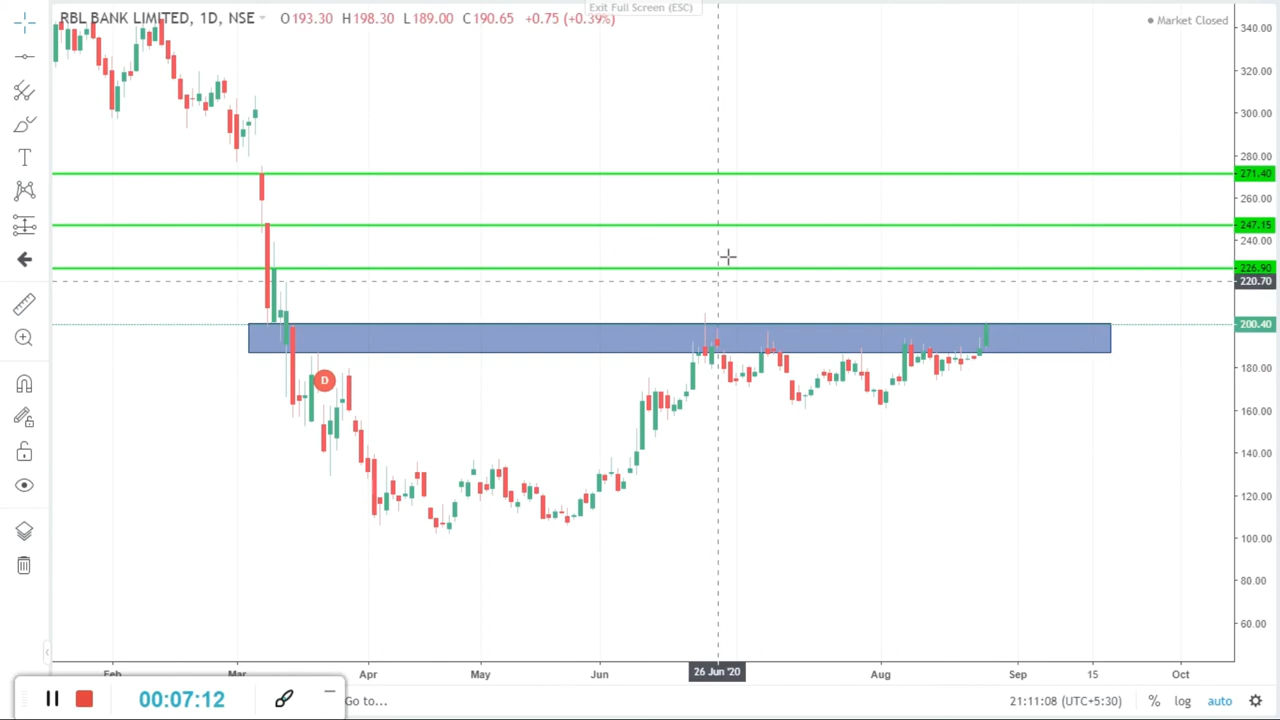 Exit Full Screen (ESC)
RBL BANK LIMITED, 1D, NSE O193.30 H198.30 L189.00 C190.65 +0.75 (+0.39%)
Market Closed
340.00
320.00
300.00
280.00
271.40
260.00
247.15
240.00
226.90
220.70
200.40
180.00
160.00
140.00
120.00
100.00
80.00
60.00
D
T
Feb Mar Apr May Jun 26 Jun '20 Aug Sep 15 Oct
00:07:12
Go to...
21:11:08 (UTC+5:30) % log auto